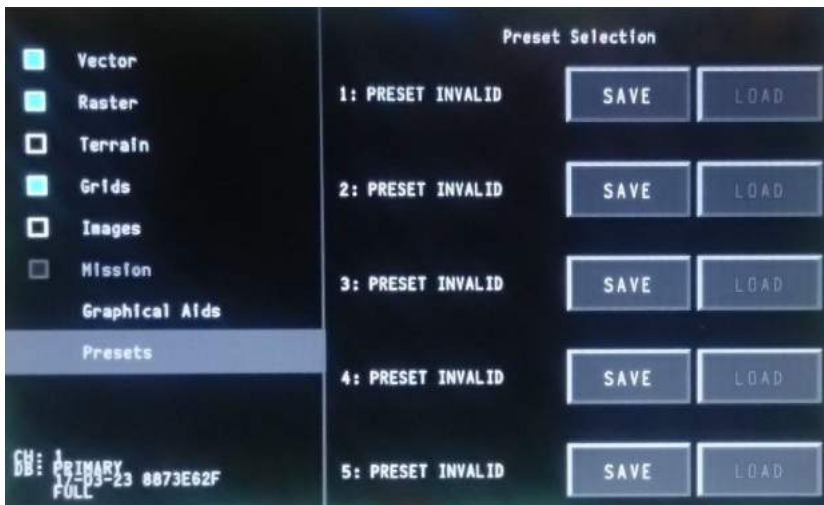 Vector
Raster
Terrain
Grids
Images
Mission
Graphical Aids
Presets
CH: 1
DB: PRIMARY
17-03-23 8873E62F
FULL
Preset Selection
1: PRESET INVALID SAVE LOAD
2: PRESET INVALID SAVE LOAD
3: PRESET INVALID SAVE LOAD
4: PRESET INVALID SAVE LOAD
5: PRESET INVALID SAVE LOAD